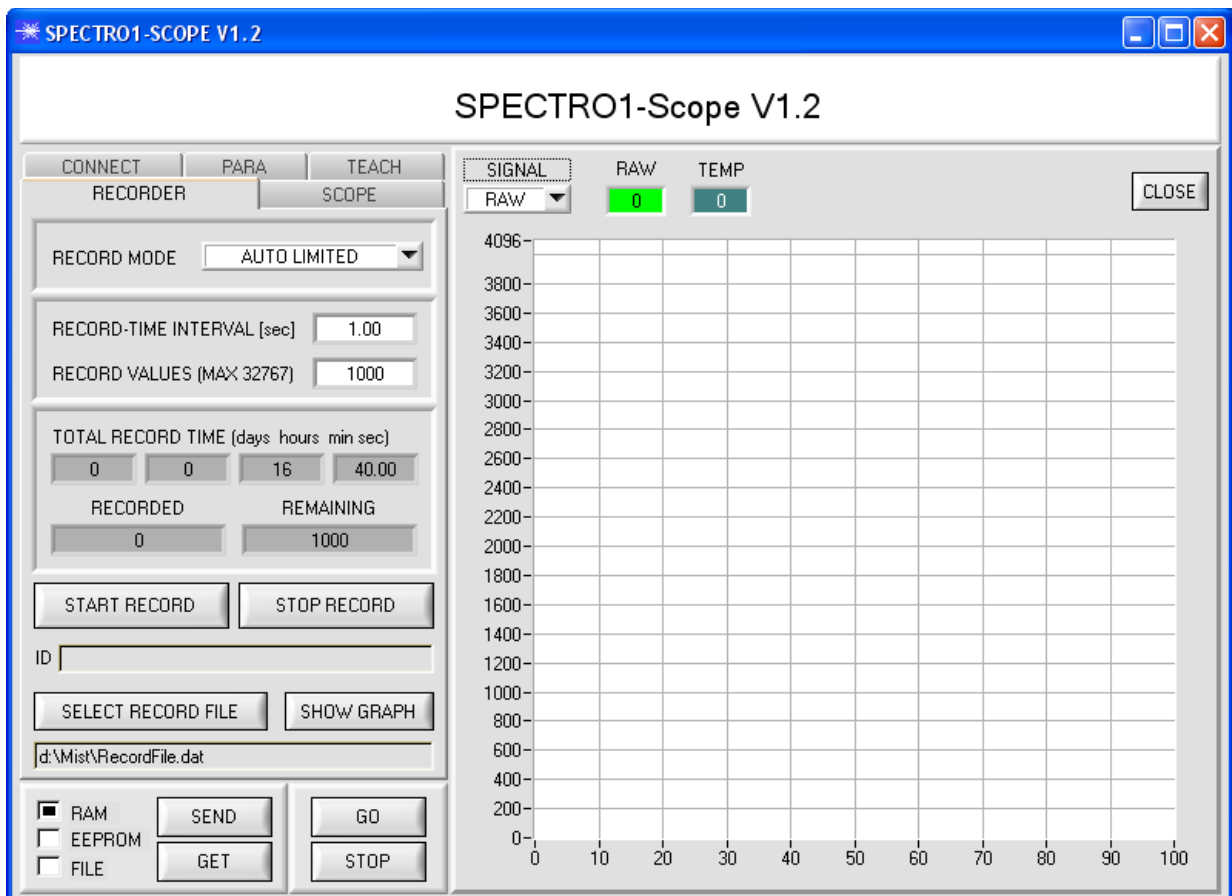 SPECTRO1-SCOPE V1.2
SPECTRO1-Scope V1.2
CONNECT PARA TEACH
RECORDER SCOPE
RECORD MODE AUTO LIMITED
RECORD-TIME INTERVAL [sec] 1.00
RECORD VALUES (MAX 32767) 1000
TOTAL RECORD TIME (days hours min sec)
0 0 16 40.00
RECORDED REMAINING
0 1000
START RECORD STOP RECORD
ID
SELECT RECORD FILE SHOW GRAPH
d:\Mist\RecordFile.dat
RAM
EEPROM
FILE
SEND
GET
GO
STOP
SIGNAL RAW TEMP
RAW 0 0
CLOSE
4096
3800
3600
3400
3200
3000
2800
2600
2400
2200
2000
1800
1600
1400
1200
1000
800
600
400
200
0
0 10 20 30 40 50 60 70 80 90 100